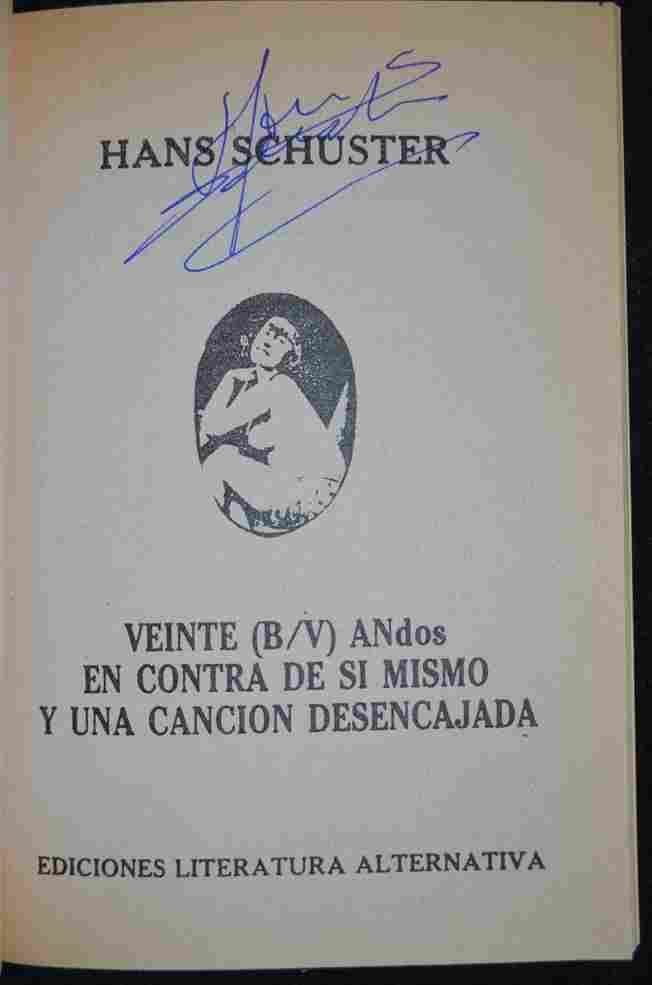 HANS SCHUSTER
VEINTE (B/V) ANdos
EN CONTRA DE SI MISMO
Y UNA CANCION DESENCAJADA
EDICIONES LITERATURA ALTERNATIVA